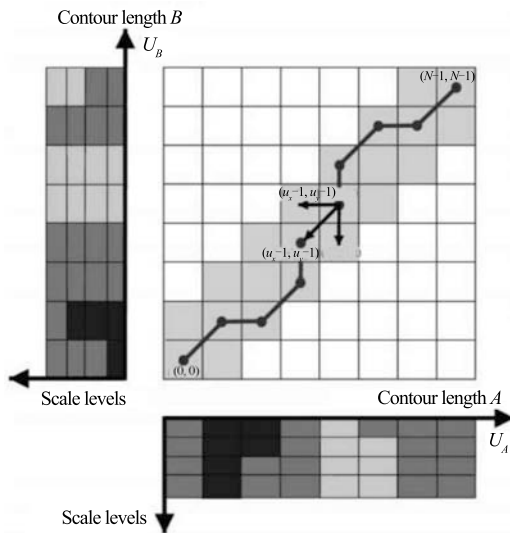 Contour length B
U_B
(N-1, N-1)
(u_x-1, u_y-1)
(u_x-1, u_y-1)
(0, 0)
Scale levels
Contour length A
U_A
Scale levels